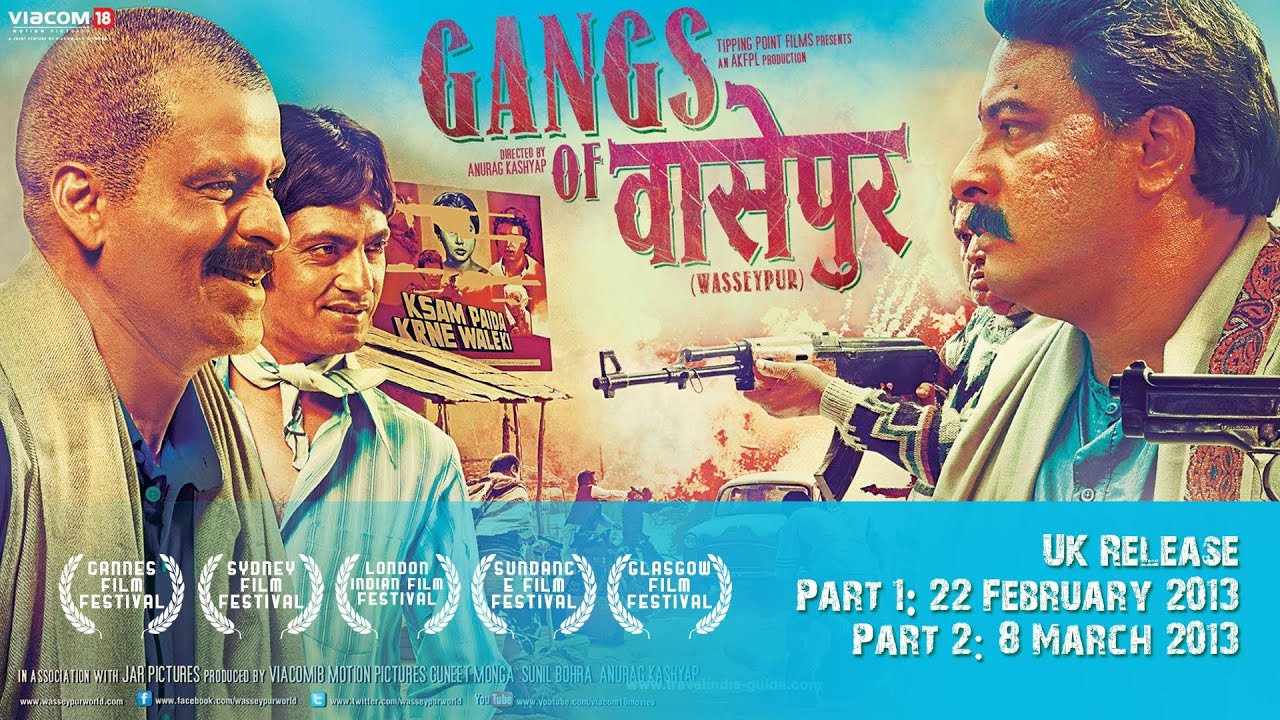 VIACOM 18
MOTION PICTURES
GANGS
OF वासेपुर
(WASSEYPUR)
TIPPING POINT FILMS PRESENTS
AN AKFPL PRODUCTION
DIRECTED BY
ANURAG KASHYAP
KSAM PAIDA
KRNE WALE KI
UK RELEASE
PART 1: 22 FEBRUARY 2013
PART 2: 8 MARCH 2013
CANNES
FILM
FESTIVAL
SYDNEY
FILM
FESTIVAL
LONDON
INDIAN FILM
FESTIVAL
SUNDANC
E FILM
FESTIVAL
GLASGOW
FILM
FESTIVAL
IN ASSOCIATION WITH JAR PICTURES PRODUCED BY VIACOM18 MOTION PICTURES GUNEET MONGA SUNIL BOHRA ANURAG KASHYAP
www.travelindia-guide.com
www.wasseypurworld.com f www.facebook.com/wasseypurworld t www.twitter.com/wasseypurworld YouTube www.youtube.com/viacom18movies